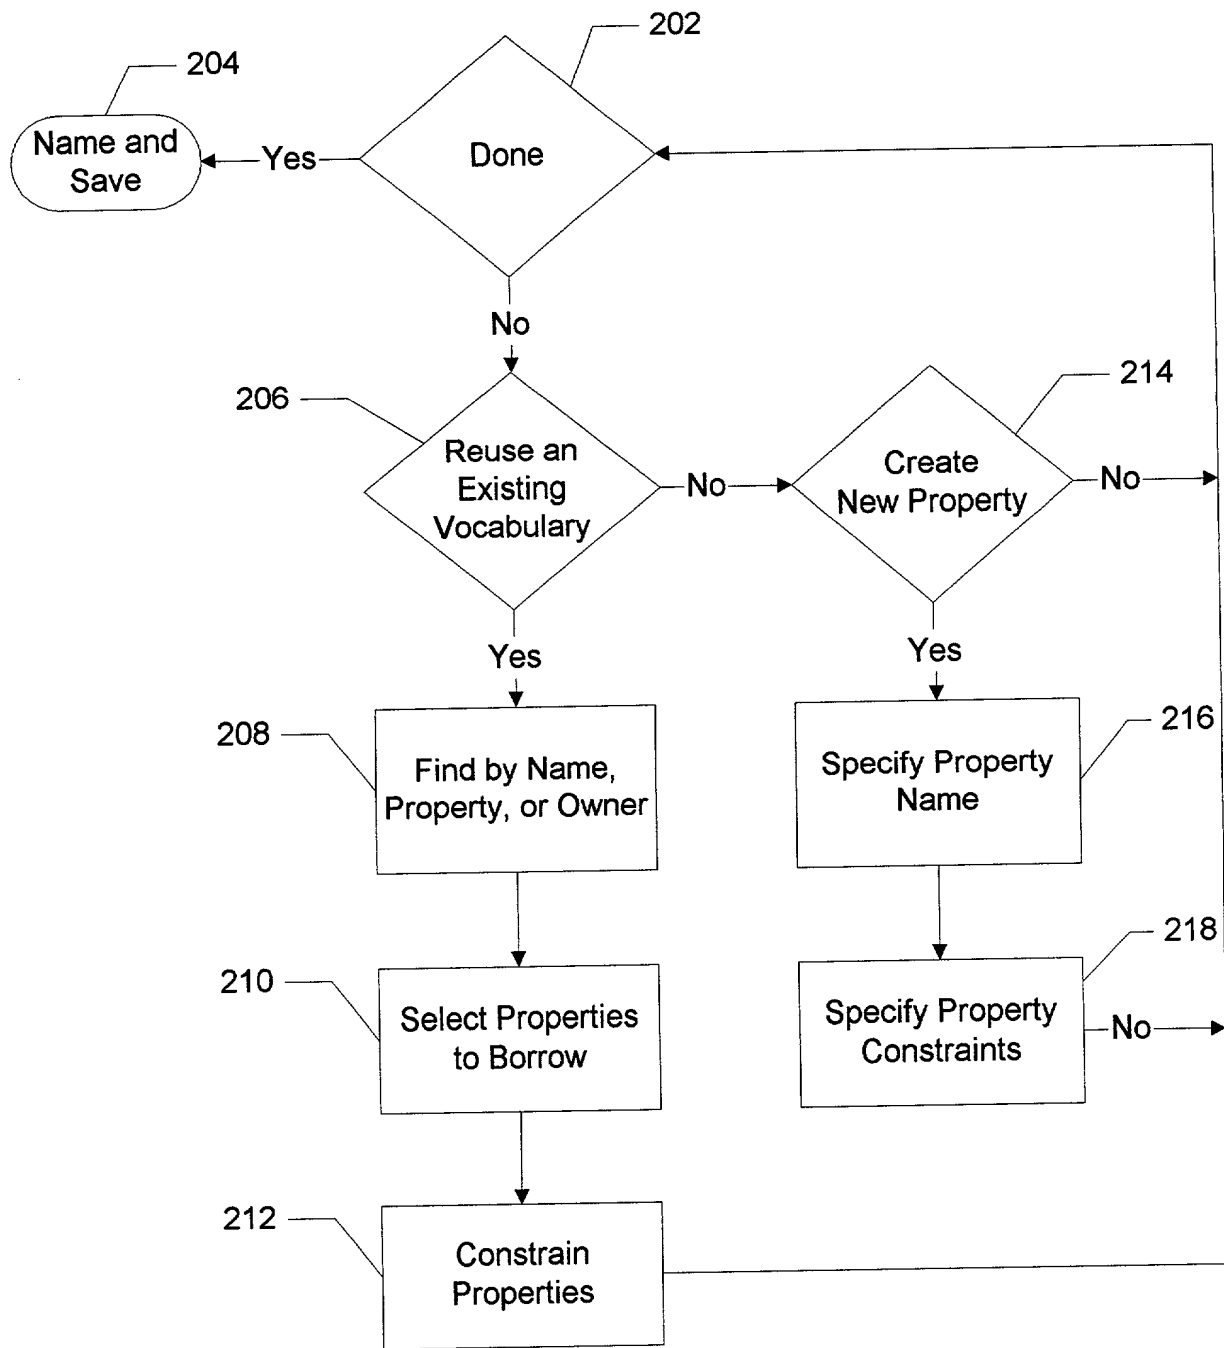 202
204
Name and
Save
Yes
Done
No
206
214
Reuse an
Existing
Vocabulary
No
Create
New Property
No
Yes
Yes
208
216
Find by Name,
Property, or Owner
Specify Property
Name
210
218
Select Properties
to Borrow
Specify Property
Constraints
No
212
Constrain
Properties